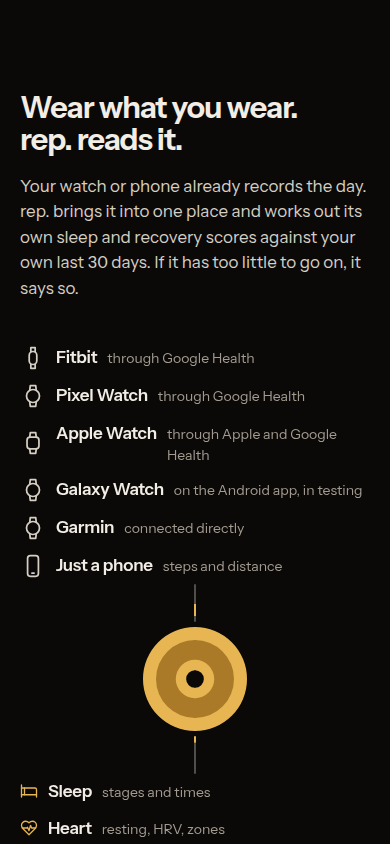 Wear what you wear.
rep. reads it.
Your watch or phone already records the day.
rep. brings it into one place and works out its
own sleep and recovery scores against your
own last 30 days. If it has too little to go on, it
says so.
Fitbit through Google Health
Pixel Watch through Google Health
Apple Watch through Apple and Google
Health
Galaxy Watch on the Android app, in testing
Garmin connected directly
Just a phone steps and distance
Sleep stages and times
Heart resting, HRV, zones